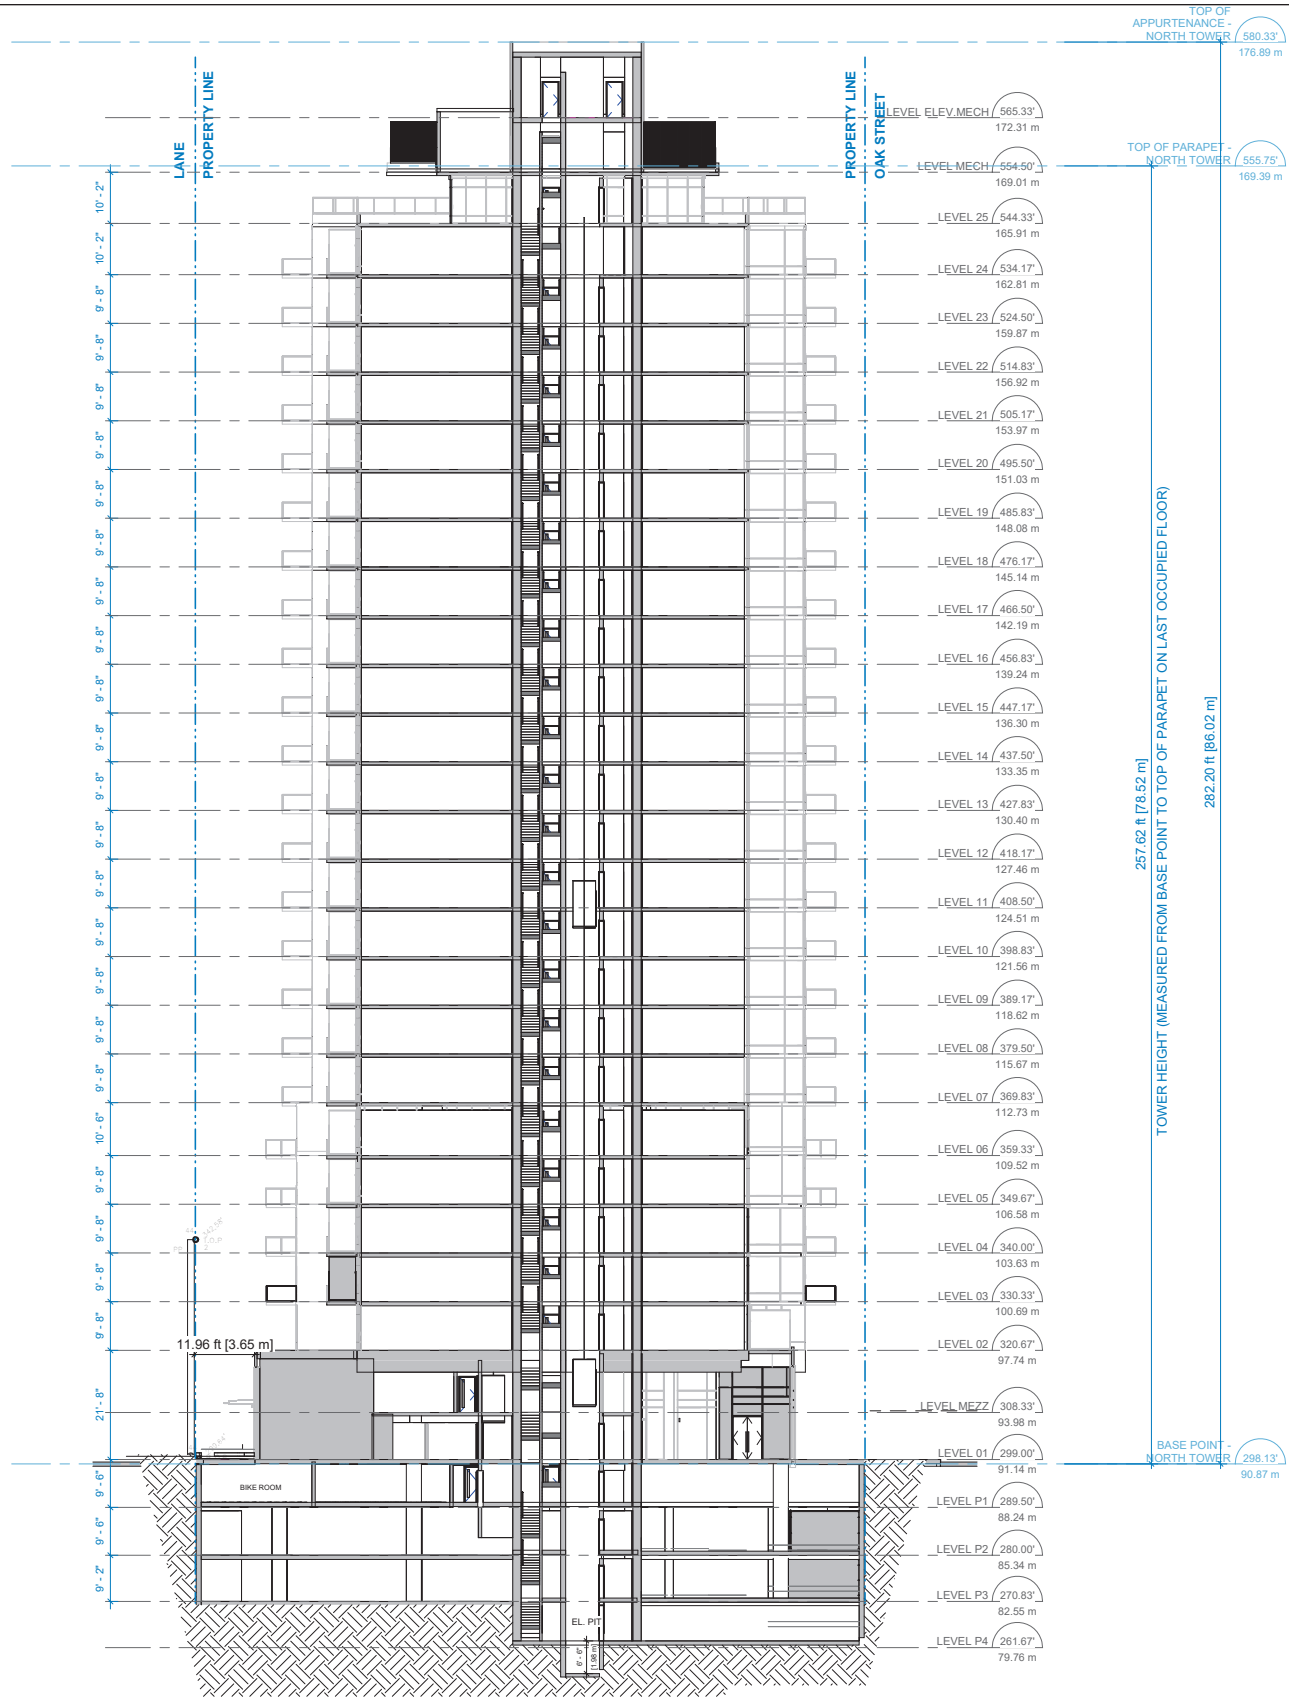 TOP OF
APPURTENANCE -
NORTH TOWER 580.33'
176.89 m
LANE
PROPERTY LINE
PROPERTY LINE
OAK STREET
LEVEL ELEV.MECH 565.33'
172.31 m
TOP OF PARAPET -
NORTH TOWER 555.75'
169.39 m
LEVEL MECH 554.50'
169.01 m
10' - 2"
LEVEL 25 544.33'
165.91 m
10' - 2"
LEVEL 24 534.17'
162.81 m
9' - 8"
LEVEL 23 524.50'
159.87 m
9' - 8"
LEVEL 22 514.83'
156.92 m
9' - 8"
LEVEL 21 505.17'
153.97 m
9' - 8"
LEVEL 20 495.50'
151.03 m
9' - 8"
LEVEL 19 485.83'
148.08 m
9' - 8"
LEVEL 18 476.17'
145.14 m
9' - 8"
LEVEL 17 466.50'
142.19 m
9' - 8"
LEVEL 16 456.83'
139.24 m
9' - 8"
LEVEL 15 447.17'
136.30 m
9' - 8"
LEVEL 14 437.50'
133.35 m
9' - 8"
LEVEL 13 427.83'
130.40 m
9' - 8"
LEVEL 12 418.17'
127.46 m
9' - 8"
LEVEL 11 408.50'
124.51 m
9' - 8"
LEVEL 10 398.83'
121.56 m
9' - 8"
LEVEL 09 389.17'
118.62 m
9' - 8"
LEVEL 08 379.50'
115.67 m
9' - 8"
LEVEL 07 369.83'
112.73 m
10' - 6"
LEVEL 06 359.33'
109.52 m
9' - 8"
LEVEL 05 349.67'
106.58 m
9' - 8"
LEVEL 04 340.00'
103.63 m
9' - 8"
LEVEL 03 330.33'
100.69 m
9' - 8"
LEVEL 02 320.67'
97.74 m
11.96 ft [3.65 m]
21' - 8"
LEVEL MEZZ 308.33'
93.98 m
LEVEL 01 299.00'
91.14 m
BASE POINT -
NORTH TOWER 298.13'
90.87 m
9' - 6"
BIKE ROOM
LEVEL P1 289.50'
88.24 m
9' - 6"
LEVEL P2 280.00'
85.34 m
9' - 2"
LEVEL P3 270.83'
82.55 m
EL. PIT
LEVEL P4 261.67'
79.76 m
6' - 6"
[1.98 m]
257.62 ft [78.52 m]
TOWER HEIGHT (MEASURED FROM BASE POINT TO TOP OF PARAPET ON LAST OCCUPIED FLOOR)
282.20 ft [86.02 m]